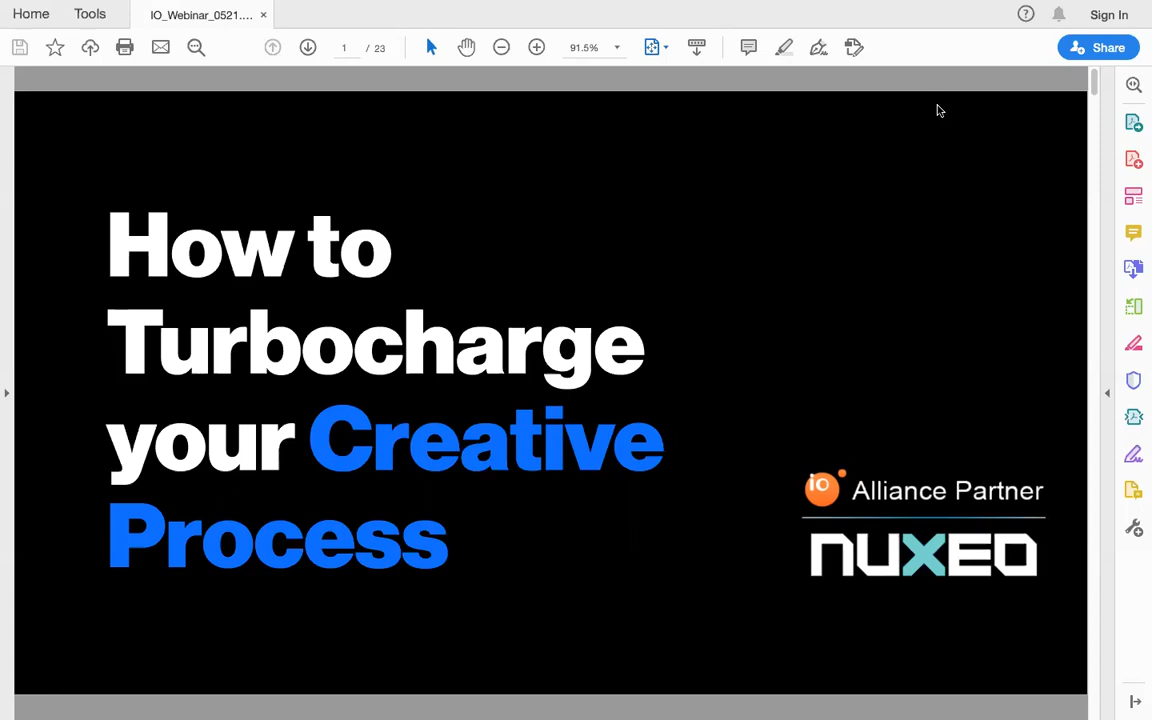 Home Tools IO_Webinar_0521.... × Sign In
1 / 23 91.5% Share
How to
Turbocharge
your Creative
Process
iO Alliance Partner
NUXEO